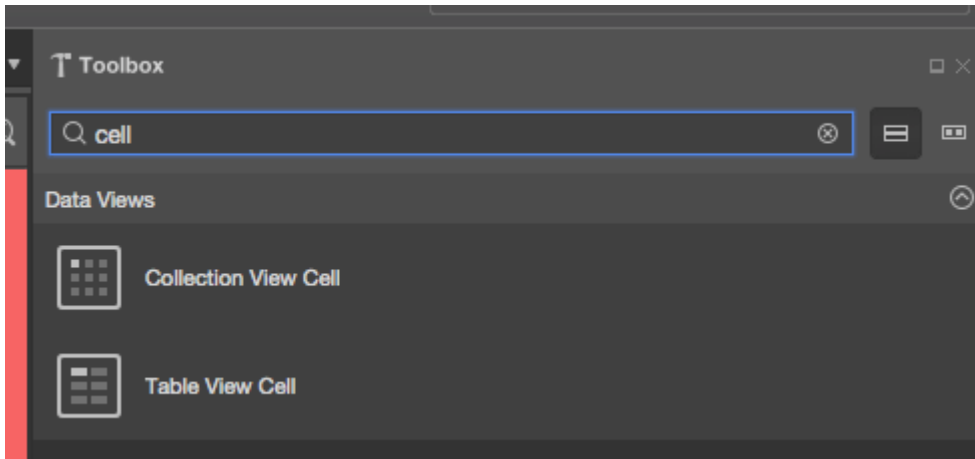 Toolbox
cell
Data Views
Collection View Cell
Table View Cell